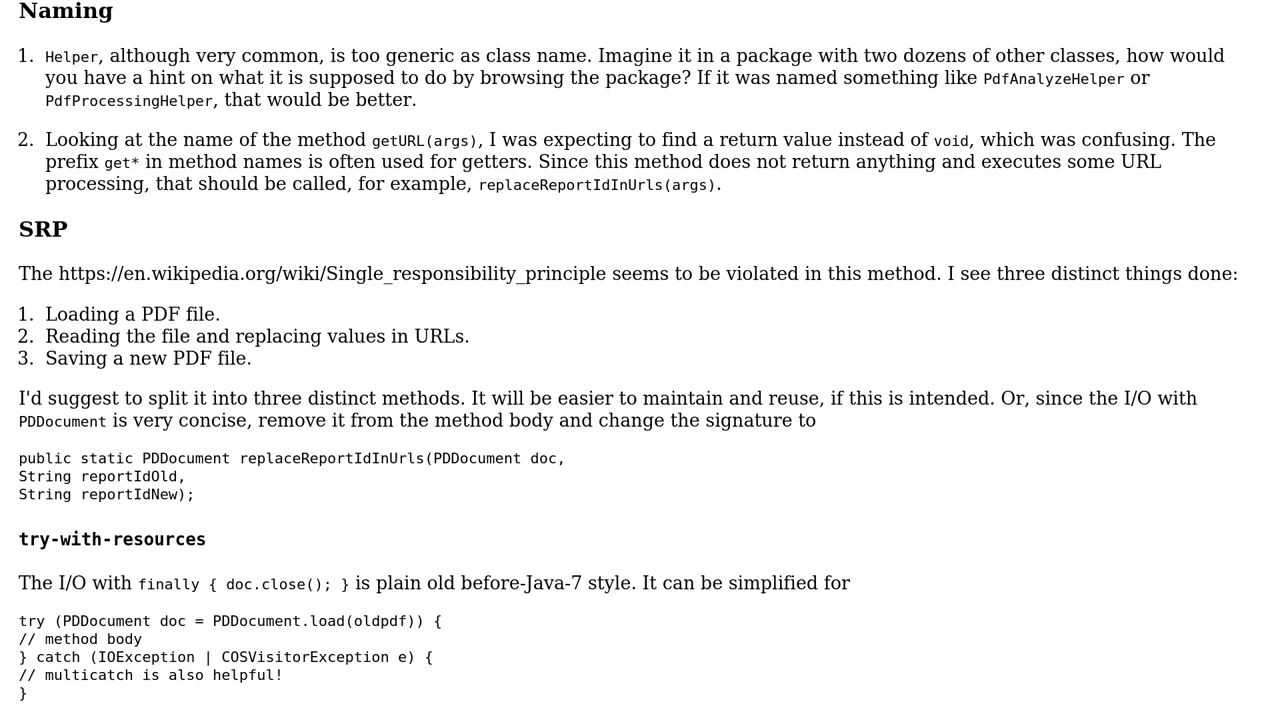 Naming
1. Helper, although very common, is too generic as class name. Imagine it in a package with two dozens of other classes, how would
you have a hint on what it is supposed to do by browsing the package? If it was named something like PdfAnalyzeHelper or
PdfProcessingHelper, that would be better.
2. Looking at the name of the method getURL(args), I was expecting to find a return value instead of void, which was confusing. The
prefix get* in method names is often used for getters. Since this method does not return anything and executes some URL
processing, that should be called, for example, replaceReportIdInUrls(args).
SRP
The https://en.wikipedia.org/wiki/Single_responsibility_principle seems to be violated in this method. I see three distinct things done:
1. Loading a PDF file.
2. Reading the file and replacing values in URLs.
3. Saving a new PDF file.
I'd suggest to split it into three distinct methods. It will be easier to maintain and reuse, if this is intended. Or, since the I/O with
PDDocument is very concise, remove it from the method body and change the signature to
public static PDDocument replaceReportIdInUrls(PDDocument doc,
String reportIdOld,
String reportIdNew);
try-with-resources
The I/O with finally { doc.close(); } is plain old before-Java-7 style. It can be simplified for
try (PDDocument doc = PDDocument.load(oldpdf)) {
// method body
} catch (IOException | COSVisitorException e) {
// multicatch is also helpful!
}